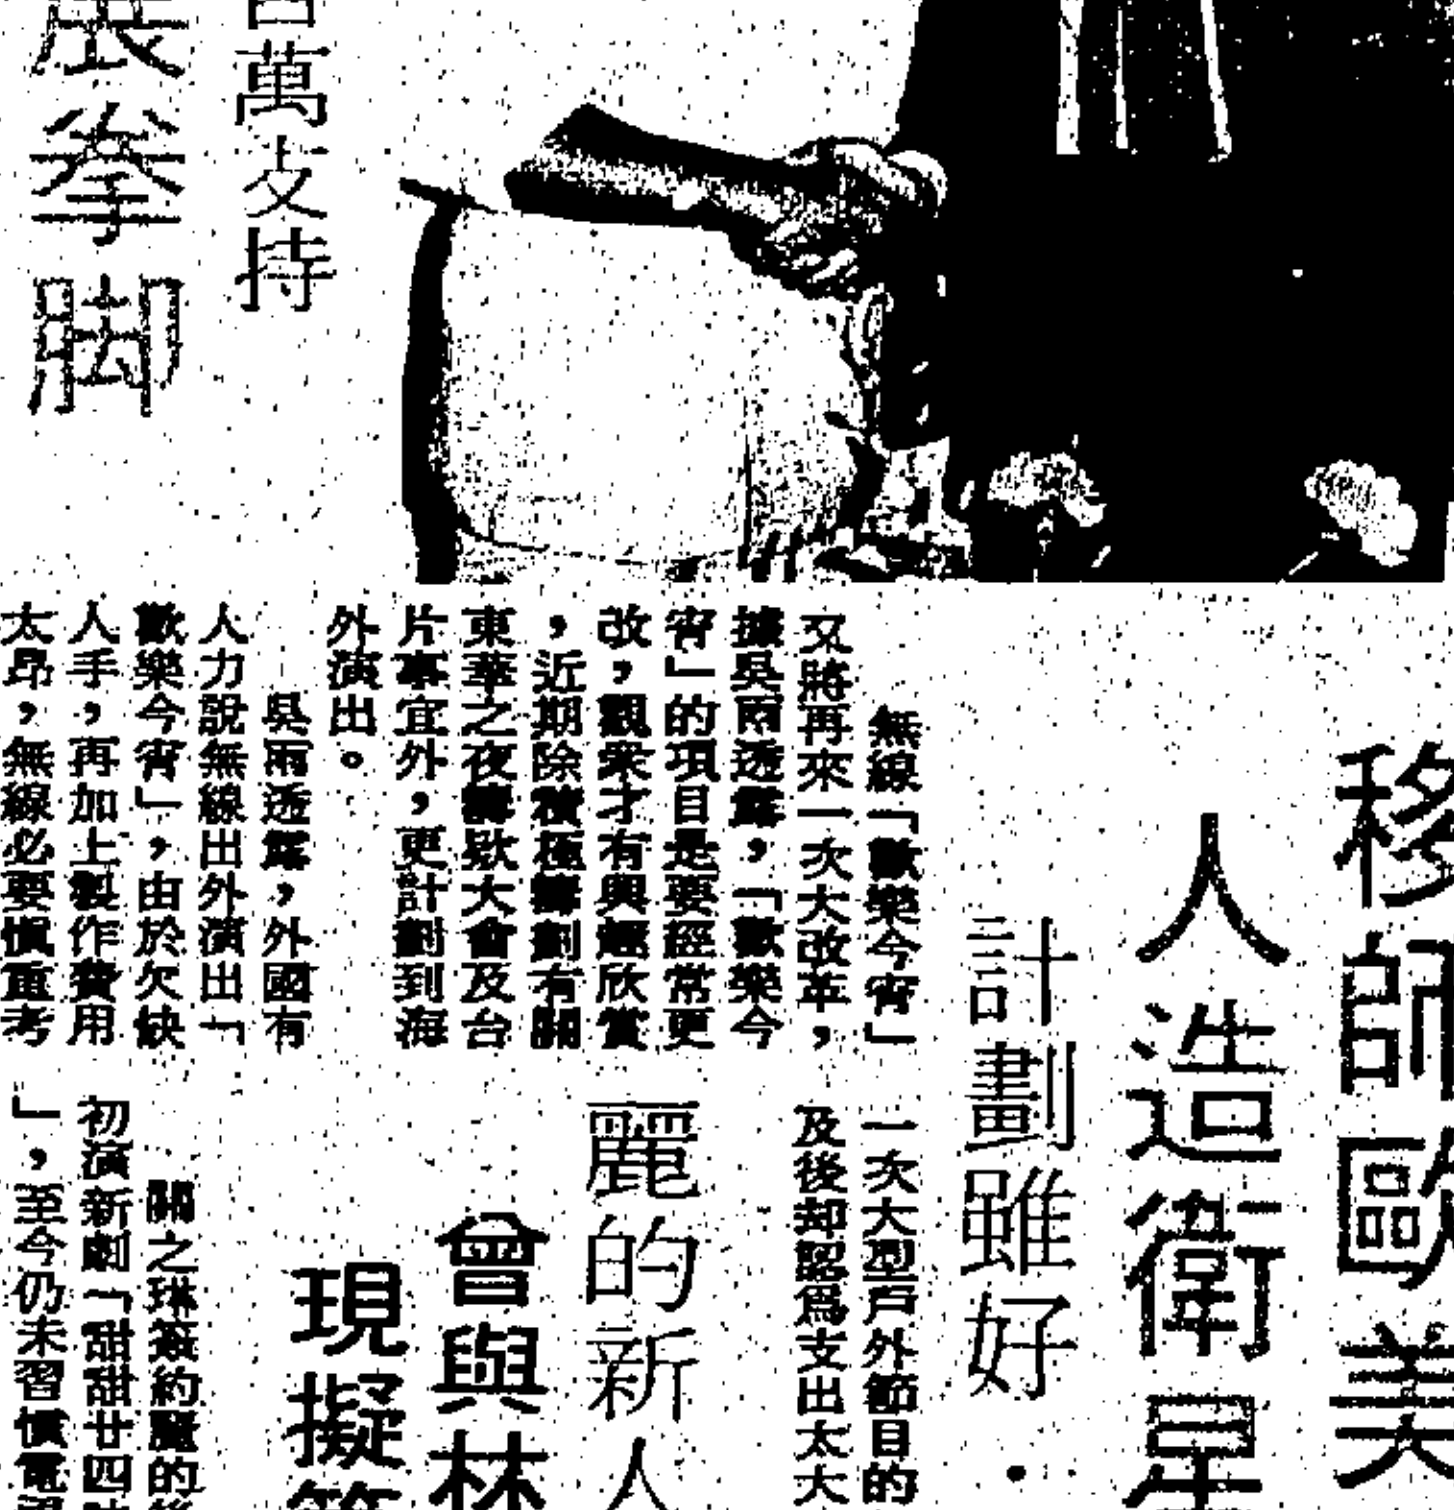 移師歐美
人造衛星
計劃雖好
無線「歡樂今宵」
又將再來一次大改革，
據吳雨透露，「歡樂今
宵」的項目是要經常更
改，觀衆才有興趣欣賞
，近期除積極籌劃有關
東華之夜籌欵大會及台
片事宜外，更計劃到海
外演出。
吳雨透露，外國有
人力說無線出外演出「
歡樂今宵」，由於欠缺
人手，再加上製作費用
太昂，無線必要慎重考
一次大型戶外節目的
及後却認爲支出太大
麗的新人
曾與林
現擬
關之琳簽約麗的後
初演新劇「甜甜廿四味
」，至今仍未習慣電視
萬支持
拳脚